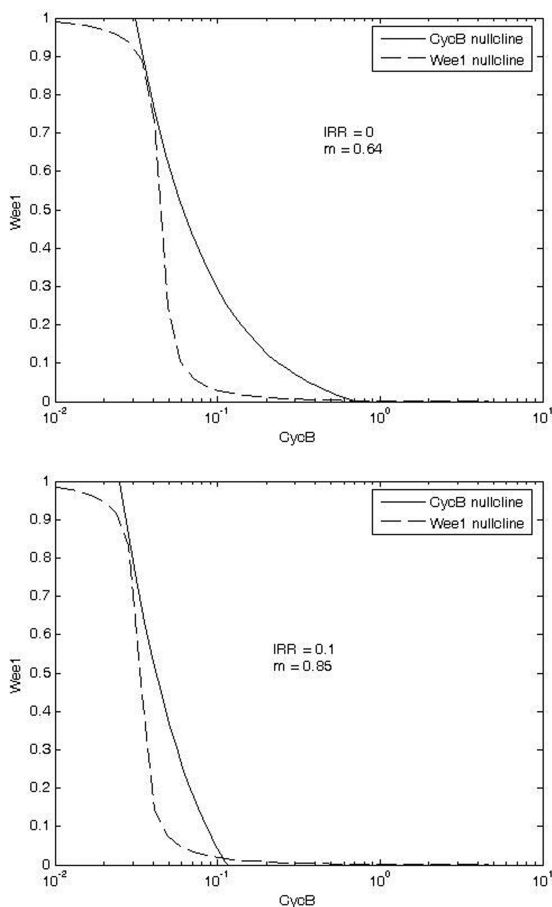 1
0.9
0.8
0.7
0.6
0.5
0.4
0.3
0.2
0.1
0
Wee1
CycB nullcline
Wee1 nullcline
IRR = 0
m = 0.64
10^-2
10^-1
10^0
10^1
CycB
1
0.9
0.8
0.7
0.6
0.5
0.4
0.3
0.2
0.1
0
Wee1
CycB nullcline
Wee1 nullcline
IRR = 0.1
m = 0.85
10^-2
10^-1
10^0
10^1
CycB